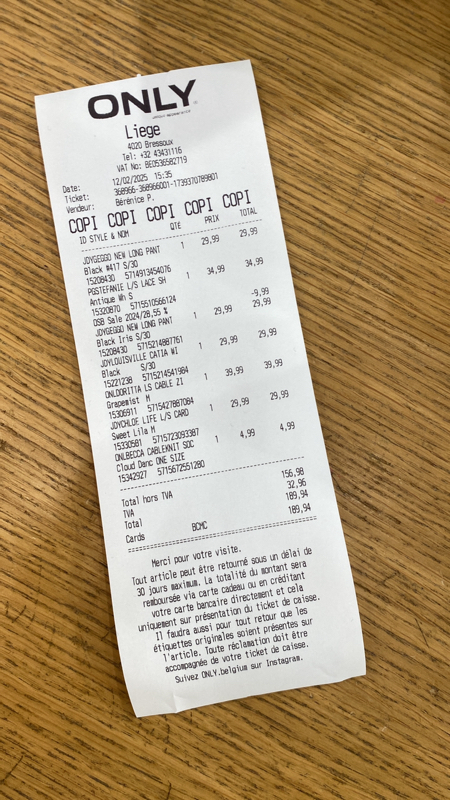 ONLY
Liege
4020 Bressoux
Tel: +32 43431116
VAT No: BE0536582719
Date: 12/02/2025 15:35
Ticket: 368966-368966001-1739370789801
Vendeur: Bérénice P.
COPI COPI COPI COPI COPI
ID STYLE & NOM QTE PRIX TOTAL
JDYGEGGO NEW LONG PANT 1 29,99 29,99
Black #417 S/30
15208430 5714913454076
PGSTEFANIE L/S LACE SH 1 34,99 34,99
Antique Wh S
15320870 5715510566124
OSB Sale 2024/28,55 % -9,99
JDYGEGGO NEW LONG PANT 1 29,99 29,99
Black Iris S/30
15208430 5715214887761
JDYLOUISVILLE CATIA WI 1 29,99 29,99
Black S/30
15221238 5715214541984
ONLDORITTA LS CABLE ZI 1 39,99 39,99
Grapemist M
15306911 5715427887084
JDYCHLOE LIFE L/S CARD 1 29,99 29,99
Sweet Lila M
15330581 5715723093387
ONLBECCA CABLEKNIT SOC 1 4,99 4,99
Cloud Danc ONE SIZE
15342927 5715672551280
Total hors TVA 156,98
TVA 32,96
Total 189,94
Cards BCMC 189,94
Merci pour votre visite.
Tout article peut être retourné sous un délai de
30 jours maximum. La totalité du montant sera
remboursée via carte cadeau ou en créditant
votre carte bancaire directement et cela
uniquement sur présentation du ticket de caisse.
Il faudra aussi pour tout retour que les
étiquettes originales soient présentes sur
l'article. Toute réclamation doit être
accompagnée de votre ticket de caisse.
Suivez ONLY.belgium sur Instagram.